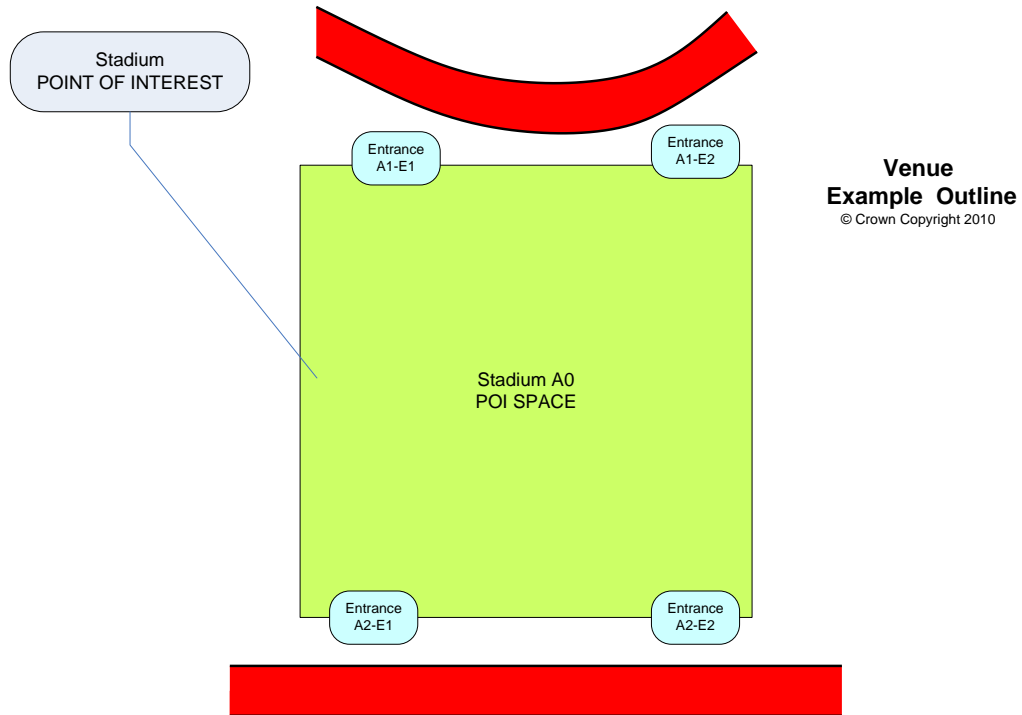 Stadium
POINT OF INTEREST
Entrance
A1-E1
Entrance
A1-E2
Venue
Example Outline
© Crown Copyright 2010
Stadium A0
POI SPACE
Entrance
A2-E1
Entrance
A2-E2